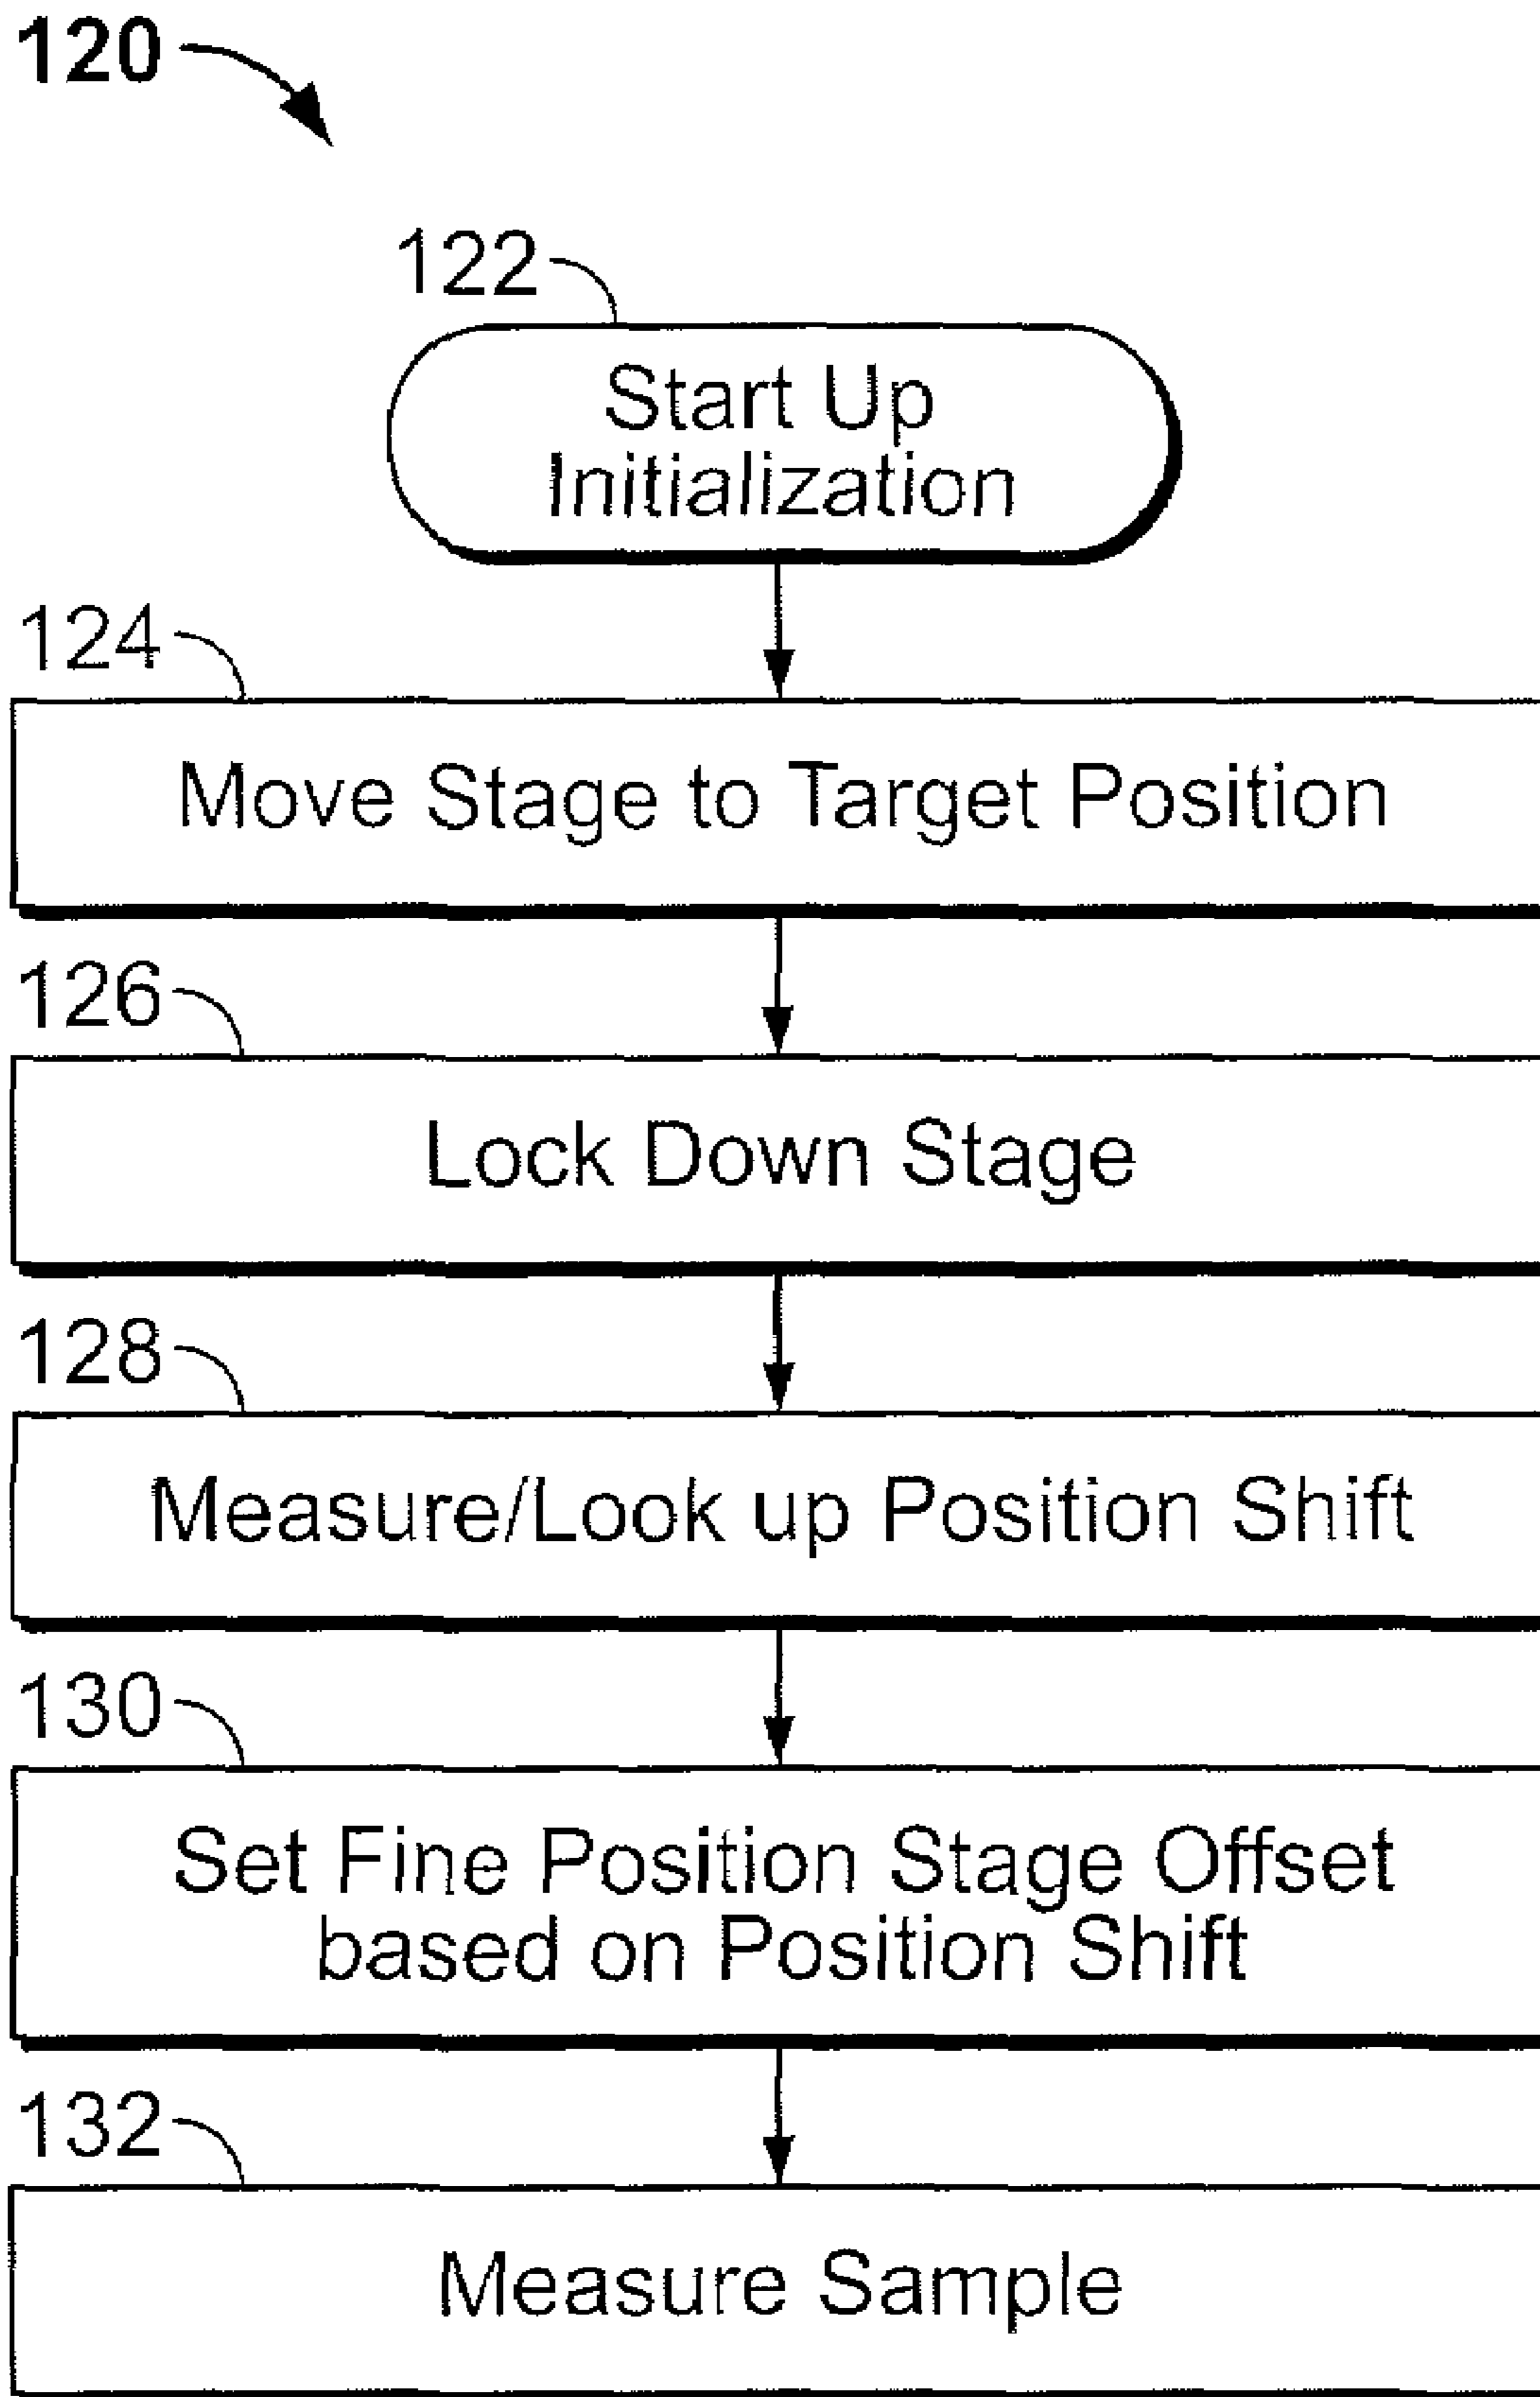 120
122
Start Up
Initialization
124
Move Stage to Target Position
126
Lock Down Stage
128
Measure/Look up Position Shift
130
Set Fine Position Stage Offset
based on Position Shift
132
Measure Sample